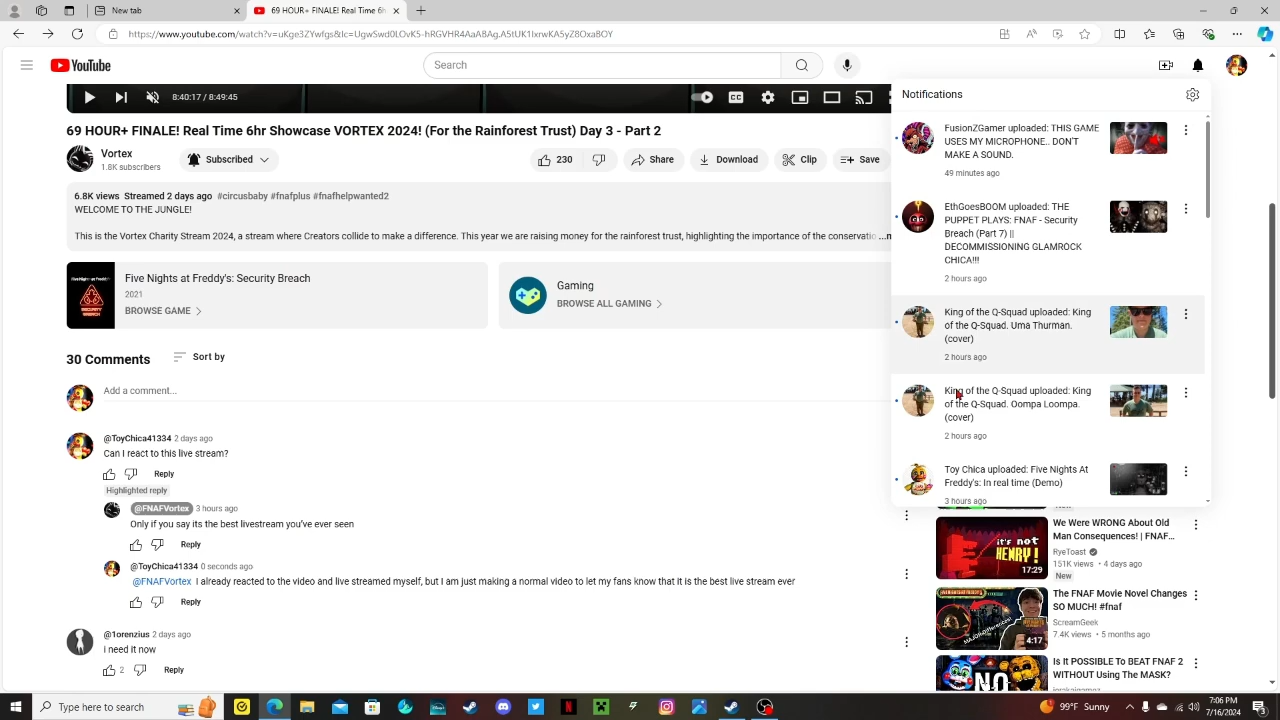 New tab
69 HOUR+ FINALE! Real Time 6h
https://www.youtube.com/watch?v=uKge3ZYwfgs&lc=UgwSwd0LOvK5-hRGVHR4AaA8Ag.A5tUK1IxrwKA5yZ8OxaBOY
YouTube
Search
8:40:17 / 8:49:45
69 HOUR+ FINALE! Real Time 6hr Showcase VORTEX 2024! (For the Rainforest Trust) Day 3 - Part 2
Vortex
1.8K subscribers
Subscribed
230
Share
Download
Clip
Save
6.8K views Streamed 2 days ago #circusbaby #fnafplus #fnafhelpwanted2
WELCOME TO THE JUNGLE!
This is the Vortex Charity Stream 2024, a stream where Creators collide to make a difference. This year we are raising money for the rainforest trust, highlighting the importance of the conservatio ...n
Five Nights at Freddy's: Security Breach
2021
BROWSE GAME
Gaming
BROWSE ALL GAMING
30 Comments
Sort by
Add a comment...
@ToyChica41334 2 days ago
Can I react to this live stream?
Reply
Highlighted reply
@FNAFVortex 3 hours ago
Only if you say its the best livestream you've ever seen
Reply
@ToyChica41334 0 seconds ago
@FNAFVortex I already reacted to the video and live streamed myself, but I am just making a normal video to let my fans know that it is the best live stream ever
Reply
@1orenzius 2 days ago
i need it now
2
Reply
Notifications
FusionZGamer uploaded: THIS GAME
USES MY MICROPHONE.. DON'T
MAKE A SOUND.
49 minutes ago
EthGoesBOOM uploaded: THE
PUPPET PLAYS: FNAF - Security
Breach (Part 7) ||
DECOMMISSIONING GLAMROCK
CHICA!!!
2 hours ago
King of the Q-Squad uploaded: King
of the Q-Squad. Uma Thurman.
(cover)
2 hours ago
King of the Q-Squad uploaded: King
of the Q-Squad. Oompa Loompa.
(cover)
2 hours ago
Toy Chica uploaded: Five Nights At
Freddy's: In real time (Demo)
3 hours ago
it's not
HENRY!
17:29
We Were WRONG About Old
Man Consequences! | FNAF...
RyeToast
151K views • 4 days ago
New
4:17
The FNAF Movie Novel Changes
SO MUCH! #fnaf
ScreamGeek
7.4K views • 5 months ago
NO
Is It POSSIBLE To BEAT FNAF 2
WITHOUT Using The MASK?
Type here to search
99°F
7:06 PM
7/16/2024